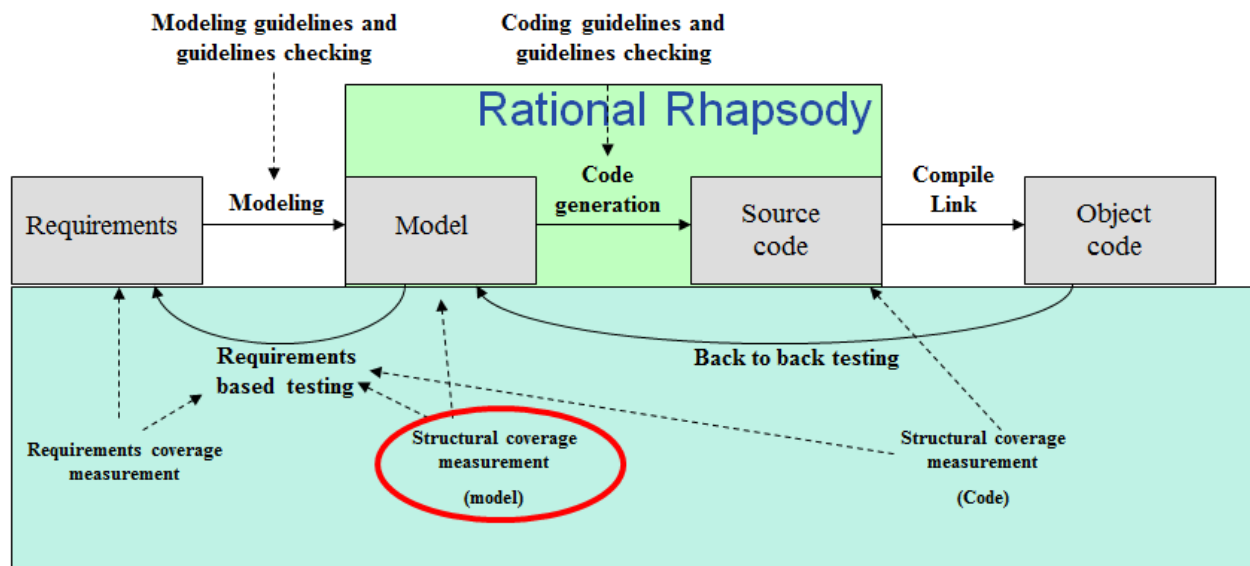 Modeling guidelines and
guidelines checking
Coding guidelines and
guidelines checking
Rational Rhapsody
Requirements
Modeling
Model
Code
generation
Source
code
Compile
Link
Object
code
Requirements
based testing
Back to back testing
Requirements coverage
measurement
Structural coverage
measurement
(model)
Structural coverage
measurement
(Code)